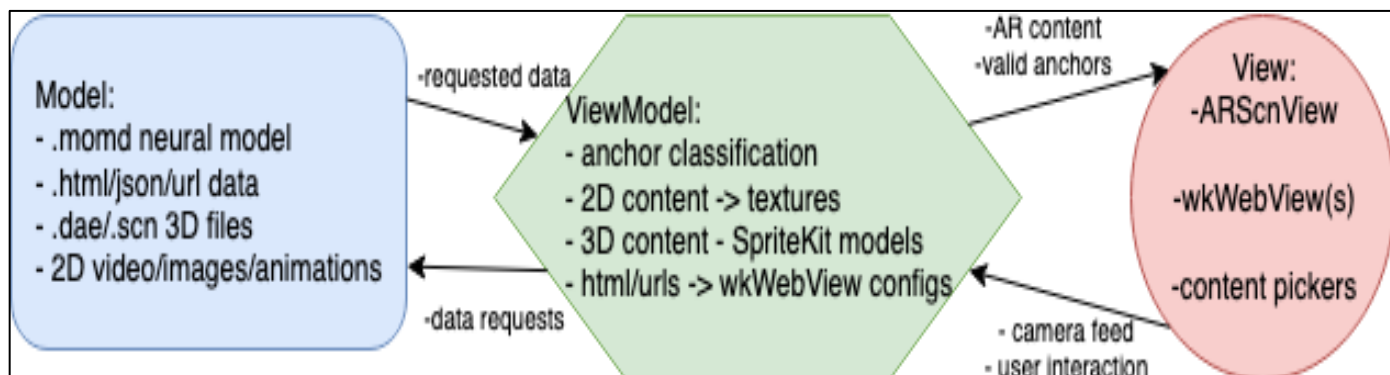 Model:
- .momd neural model
- .html/json/url data
- .dae/.scn 3D files
- 2D video/images/animations
-requested data
-data requests
ViewModel:
- anchor classification
- 2D content -> textures
- 3D content - SpriteKit models
- html/urls -> wkWebView configs
-AR content
-valid anchors
- camera feed
- user interaction
View:
-ARScnView
-wkWebView(s)
-content pickers